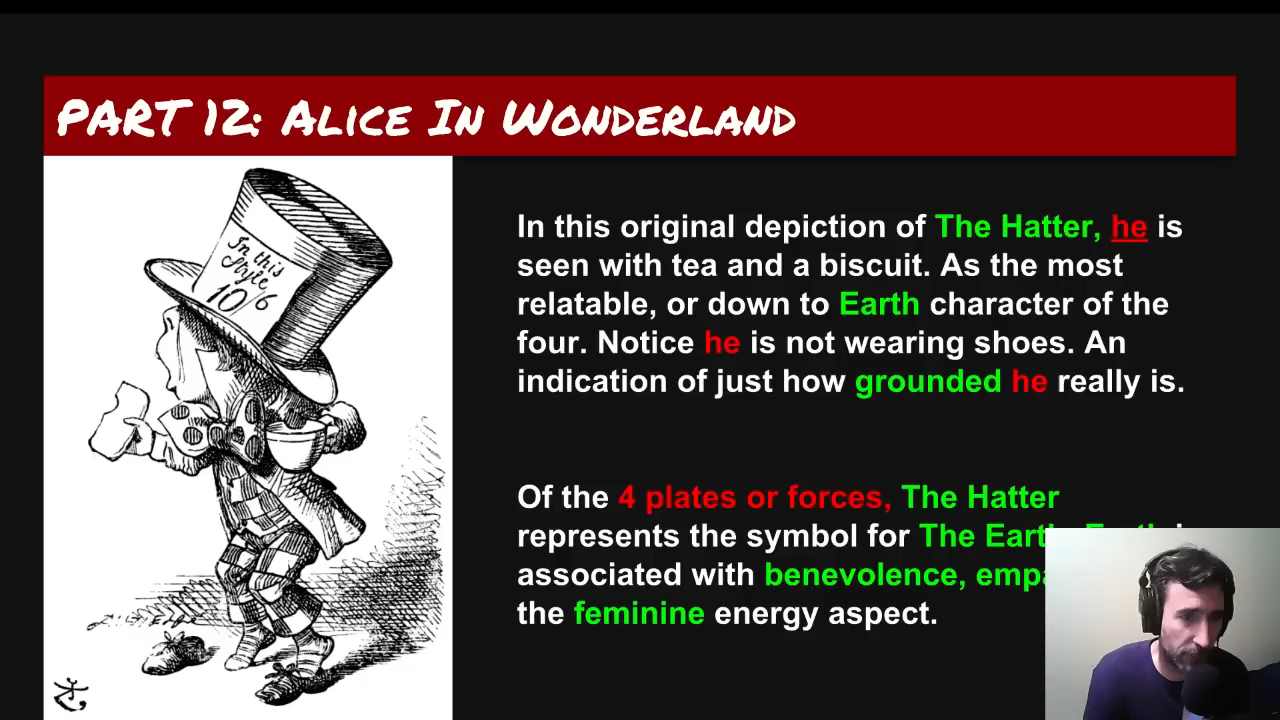 PART 12: ALICE IN WONDERLAND
In this
Style
10/6
In this original depiction of The Hatter, he is
seen with tea and a biscuit. As the most
relatable, or down to Earth character of the
four. Notice he is not wearing shoes. An
indication of just how grounded he really is.
Of the 4 plates or forces, The Hatter
represents the symbol for The Earth. Earth
associated with benevolence,
the feminine energy aspect.